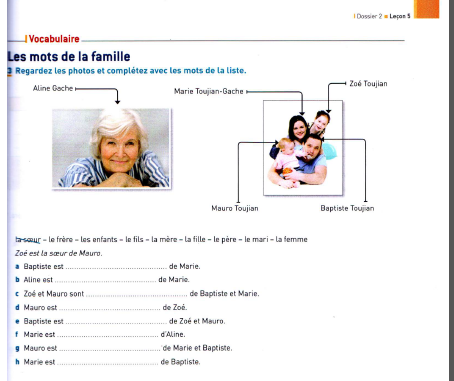 Dossier 2 ■ Leçon 5
Vocabulaire
Les mots de la famille
3 Regardez les photos et complétez avec les mots de la liste.
Aline Gache
Marie Toujian-Gache
Zoé Toujian
Mauro Toujian
Baptiste Toujian
la sœur – le frère – les enfants – le fils – la mère – la fille – le père – le mari – la femme
Zoé est la sœur de Mauro.
a Baptiste est ........................................ de Marie.
b Aline est ........................................ de Marie.
c Zoé et Mauro sont ........................................ de Baptiste et Marie.
d Mauro est ........................................ de Zoé.
e Baptiste est ........................................ de Zoé et Mauro.
f Marie est ........................................ d'Aline.
g Mauro est ........................................ de Marie et Baptiste.
h Marie est ........................................ de Baptiste.